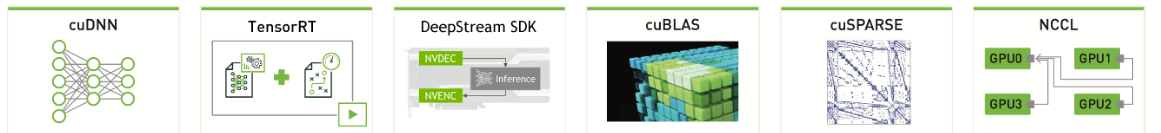 cuDNN
TensorRT
DeepStream SDK
NVDEC
Inference
NVENC
cuBLAS
cuSPARSE
NCCL
GPU0
GPU1
GPU3
GPU2